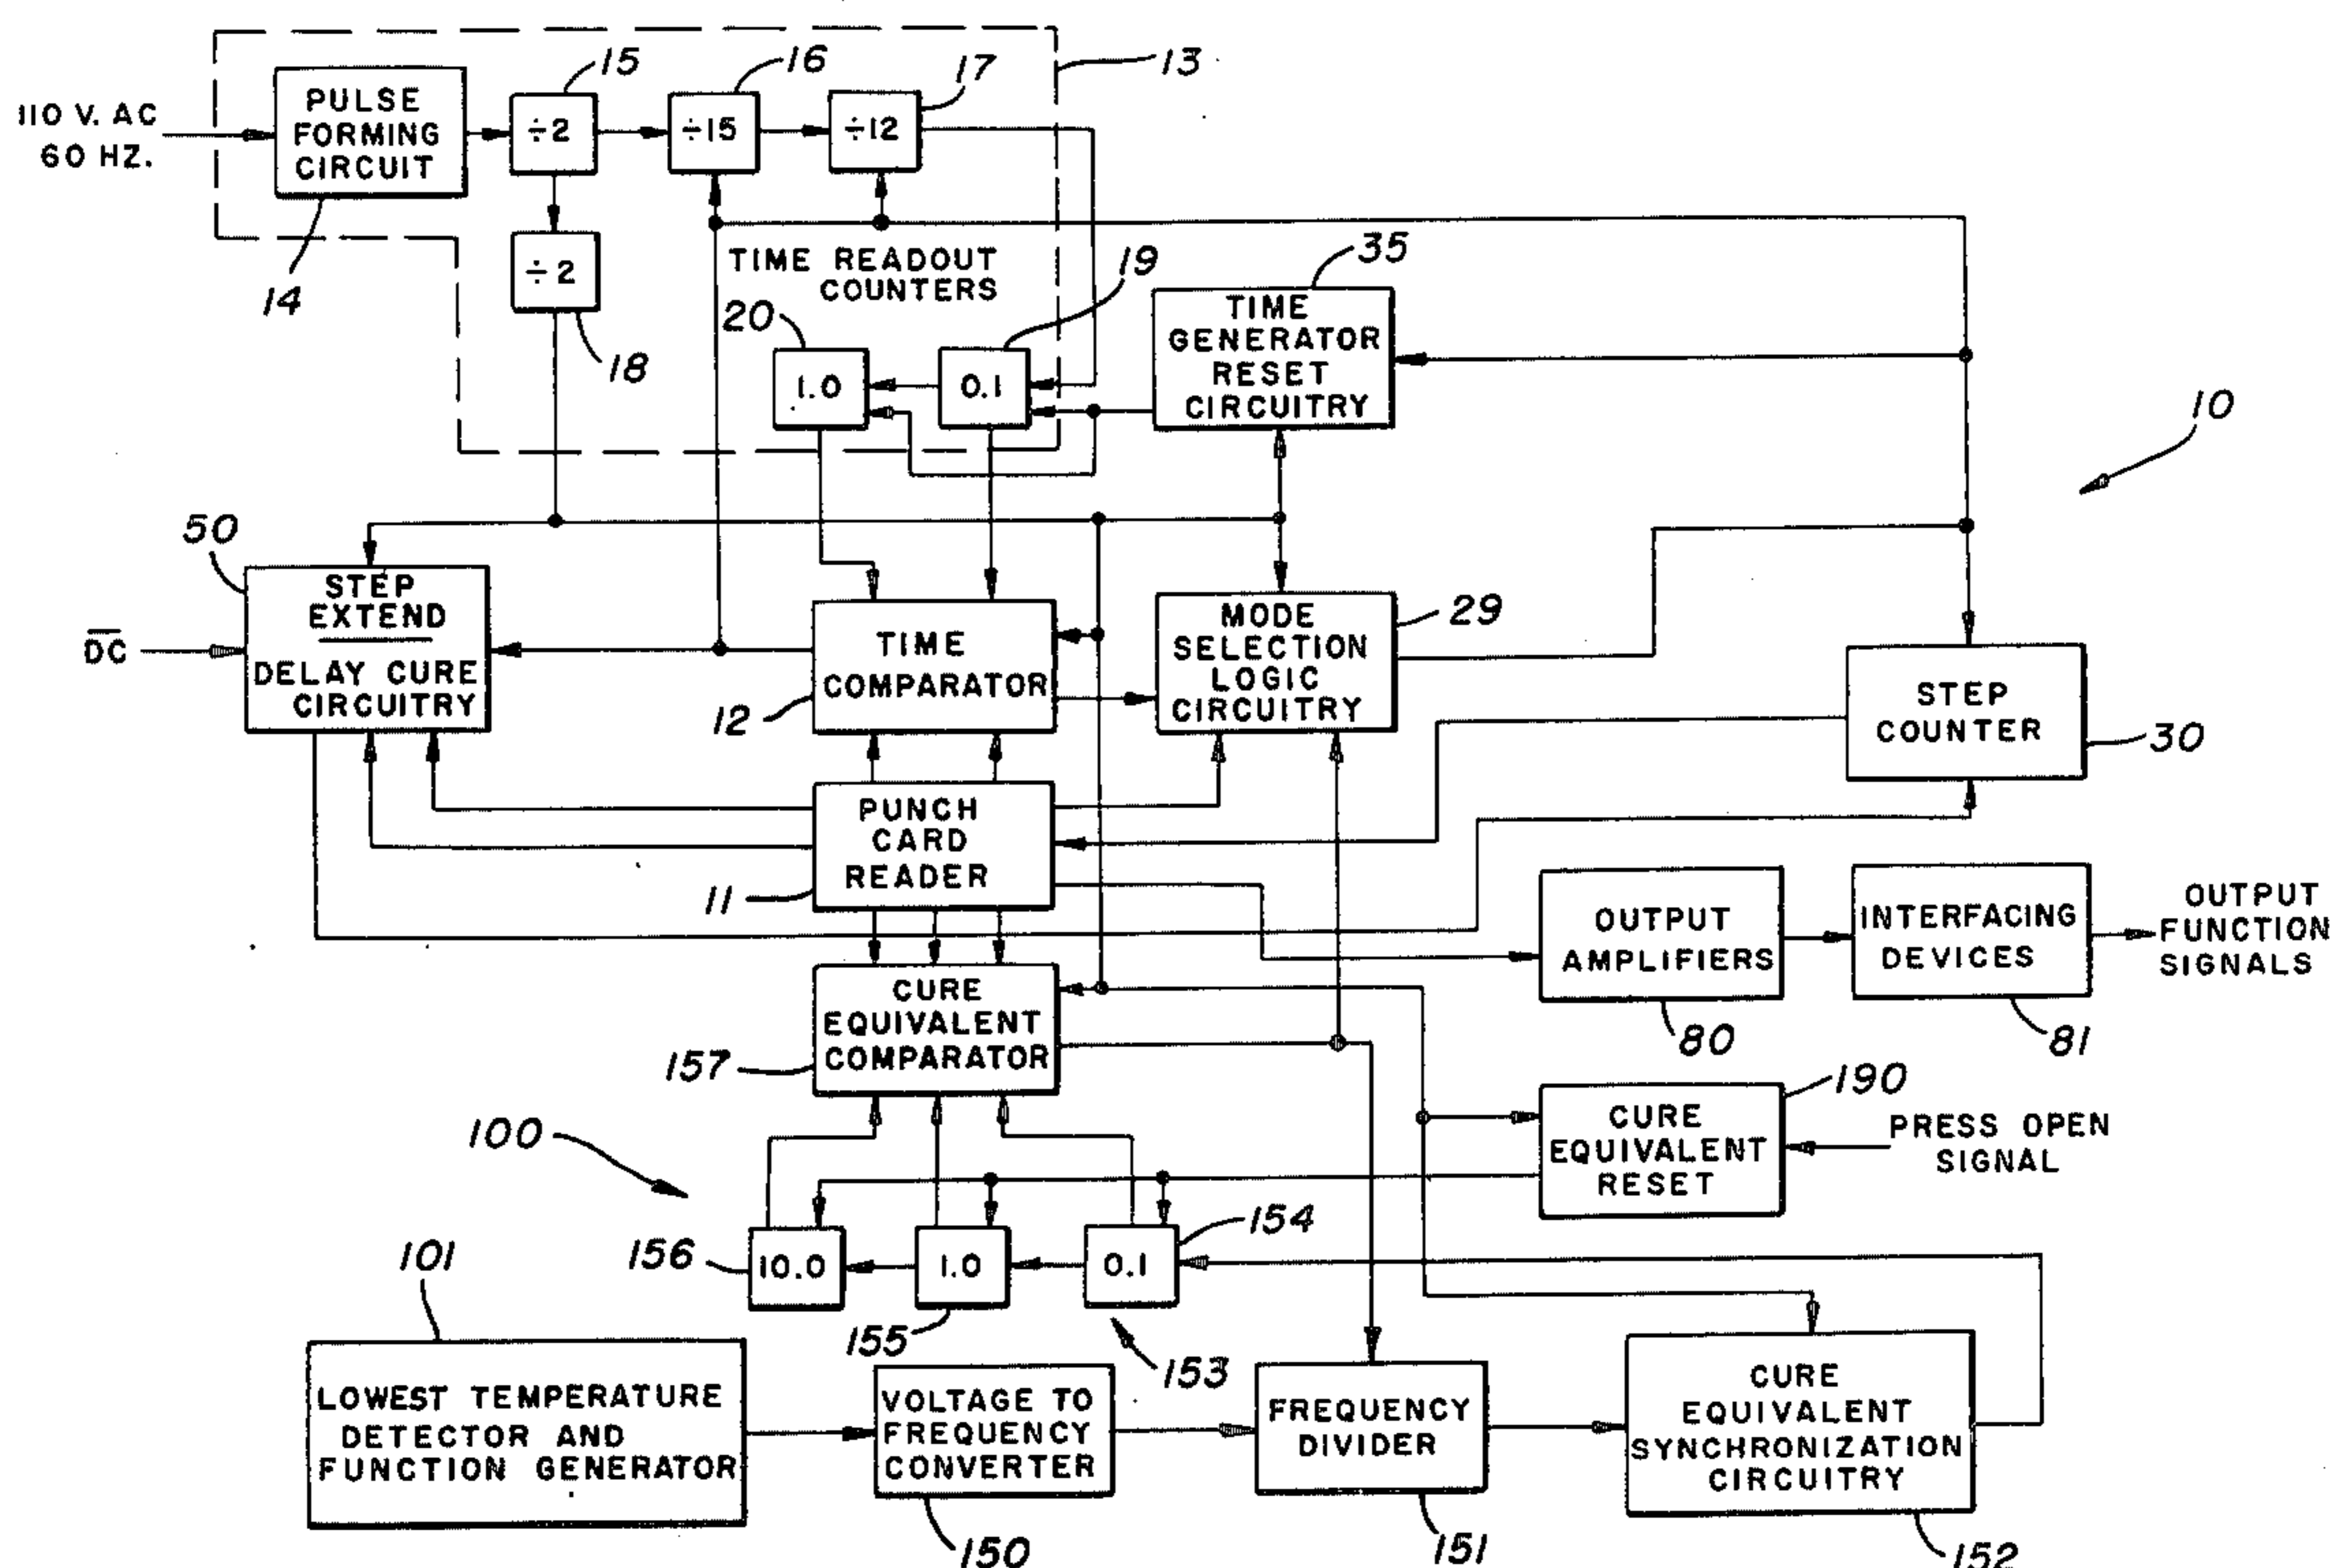 110 V. AC
60 HZ.
PULSE
FORMING
CIRCUIT
14
÷2
15
÷15
16
÷12
17
13
÷2
18
TIME READOUT
COUNTERS
20
1.0
19
0.1
35
TIME
GENERATOR
RESET
CIRCUITRY
10
50
DC
STEP
EXTEND
DELAY CURE
CIRCUITRY
TIME
COMPARATOR
12
MODE
SELECTION
LOGIC
CIRCUITRY
29
STEP
COUNTER
30
PUNCH
CARD
READER
11
OUTPUT
AMPLIFIERS
80
INTERFACING
DEVICES
81
OUTPUT
FUNCTION
SIGNALS
CURE
EQUIVALENT
COMPARATOR
157
190
CURE
EQUIVALENT
RESET
PRESS OPEN
SIGNAL
100
156
10.0
1.0
155
0.1
154
153
101
LOWEST TEMPERATURE
DETECTOR AND
FUNCTION GENERATOR
VOLTAGE TO
FREQUENCY
CONVERTER
150
FREQUENCY
DIVIDER
151
CURE
EQUIVALENT
SYNCHRONIZATION
CIRCUITRY
152